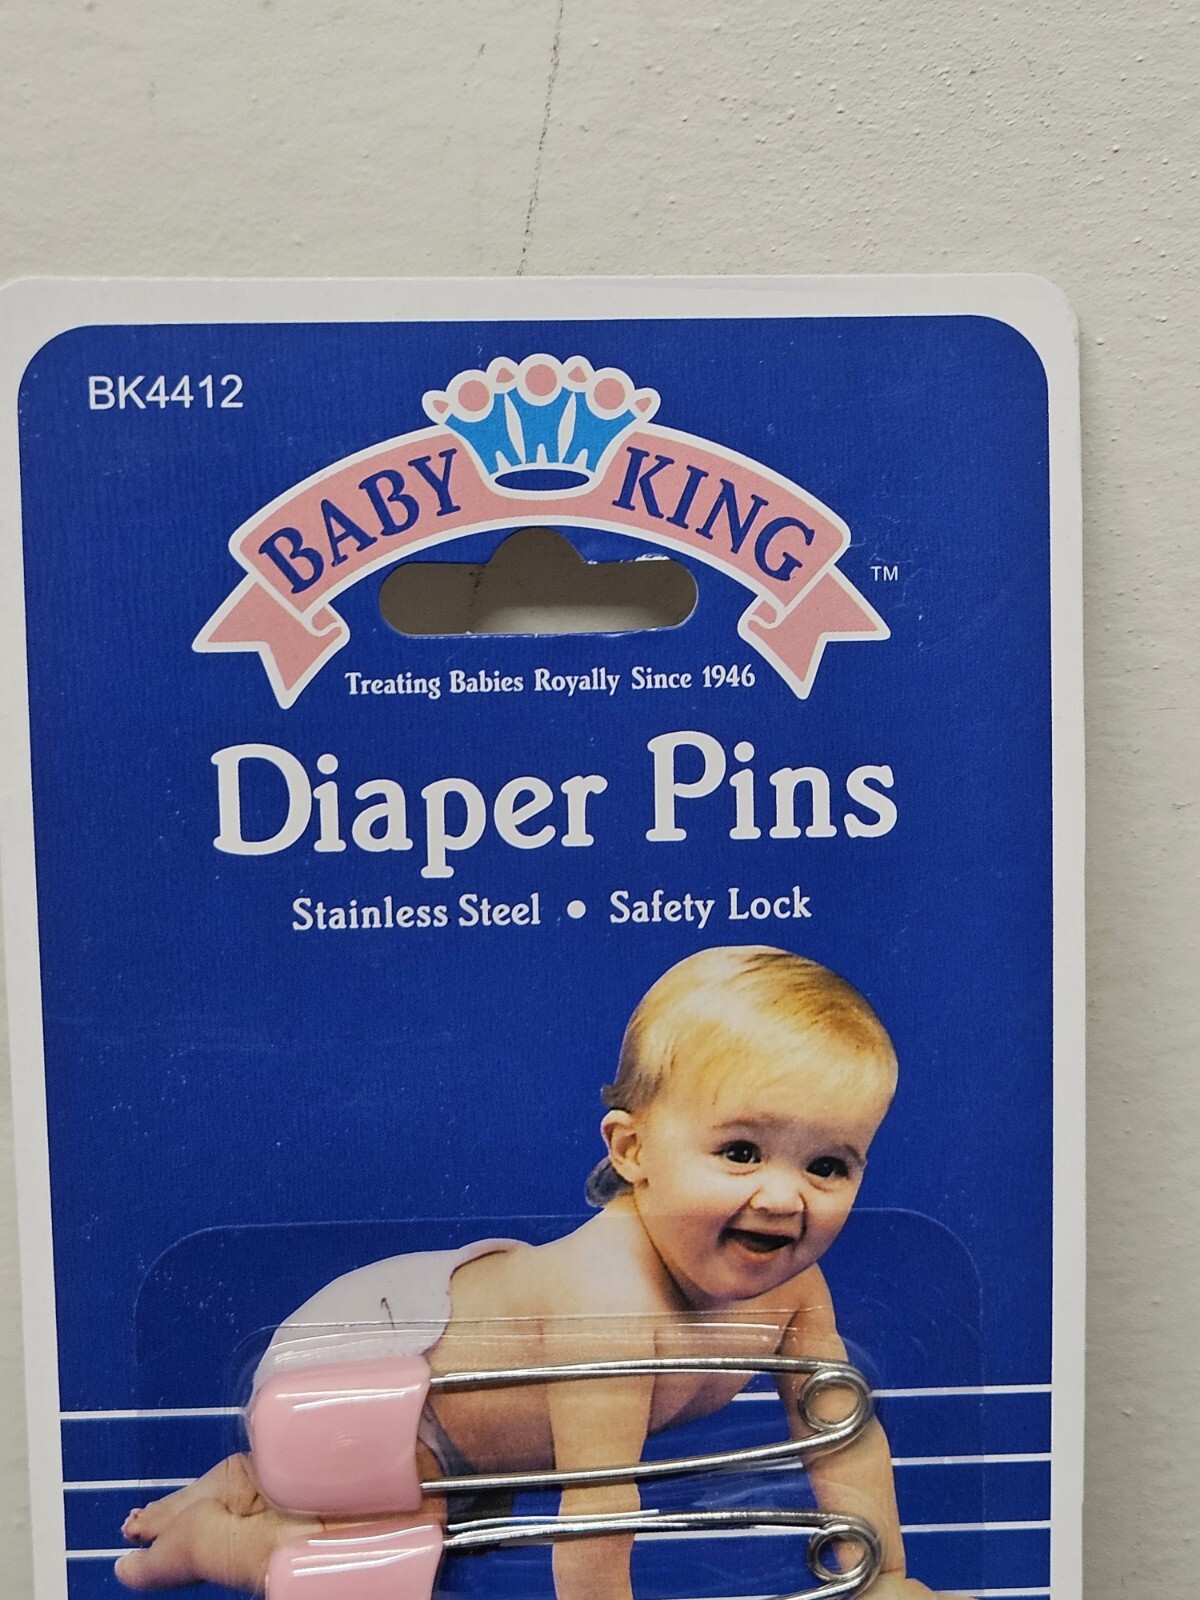 BK4412
BABY KING
TM
Treating Babies Royally Since 1946
Diaper Pins
Stainless Steel • Safety Lock